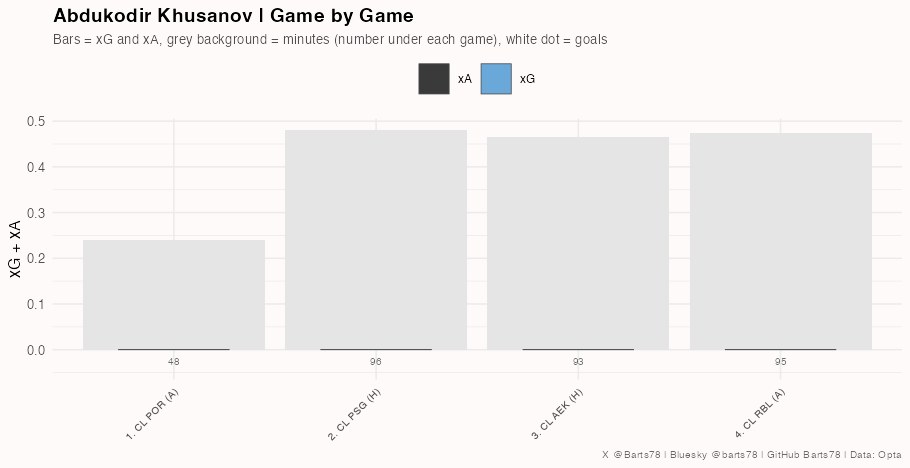 Abdukodir Khusanov | Game by Game
Bars = xG and xA, grey background = minutes (number under each game), white dot = goals
xA xG
xG + xA
0.5
0.4
0.3
0.2
0.1
0.0
48 96 93 95
1. CL POR (A)
2. CL PSG (H)
3. CL AEK (H)
4. CL RBL (A)
X @Barts78 | Bluesky @barts78 | GitHub Barts78 | Data: Opta